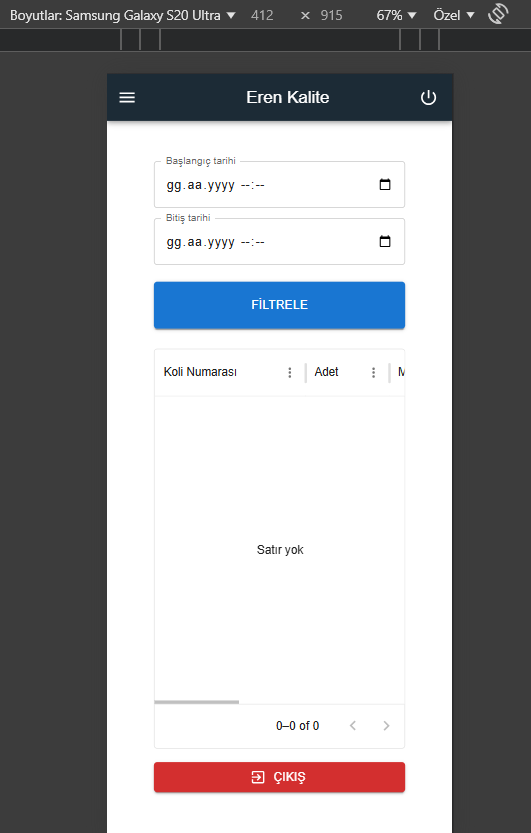 Boyutlar: Samsung Galaxy S20 Ultra 412 × 915 67% Özel
Eren Kalite
Başlangıç tarihi
gg.aa.yyyy --:--
Bitiş tarihi
gg.aa.yyyy --:--
FİLTRELE
Koli Numarası Adet M
Satır yok
0–0 of 0
ÇIKIŞ